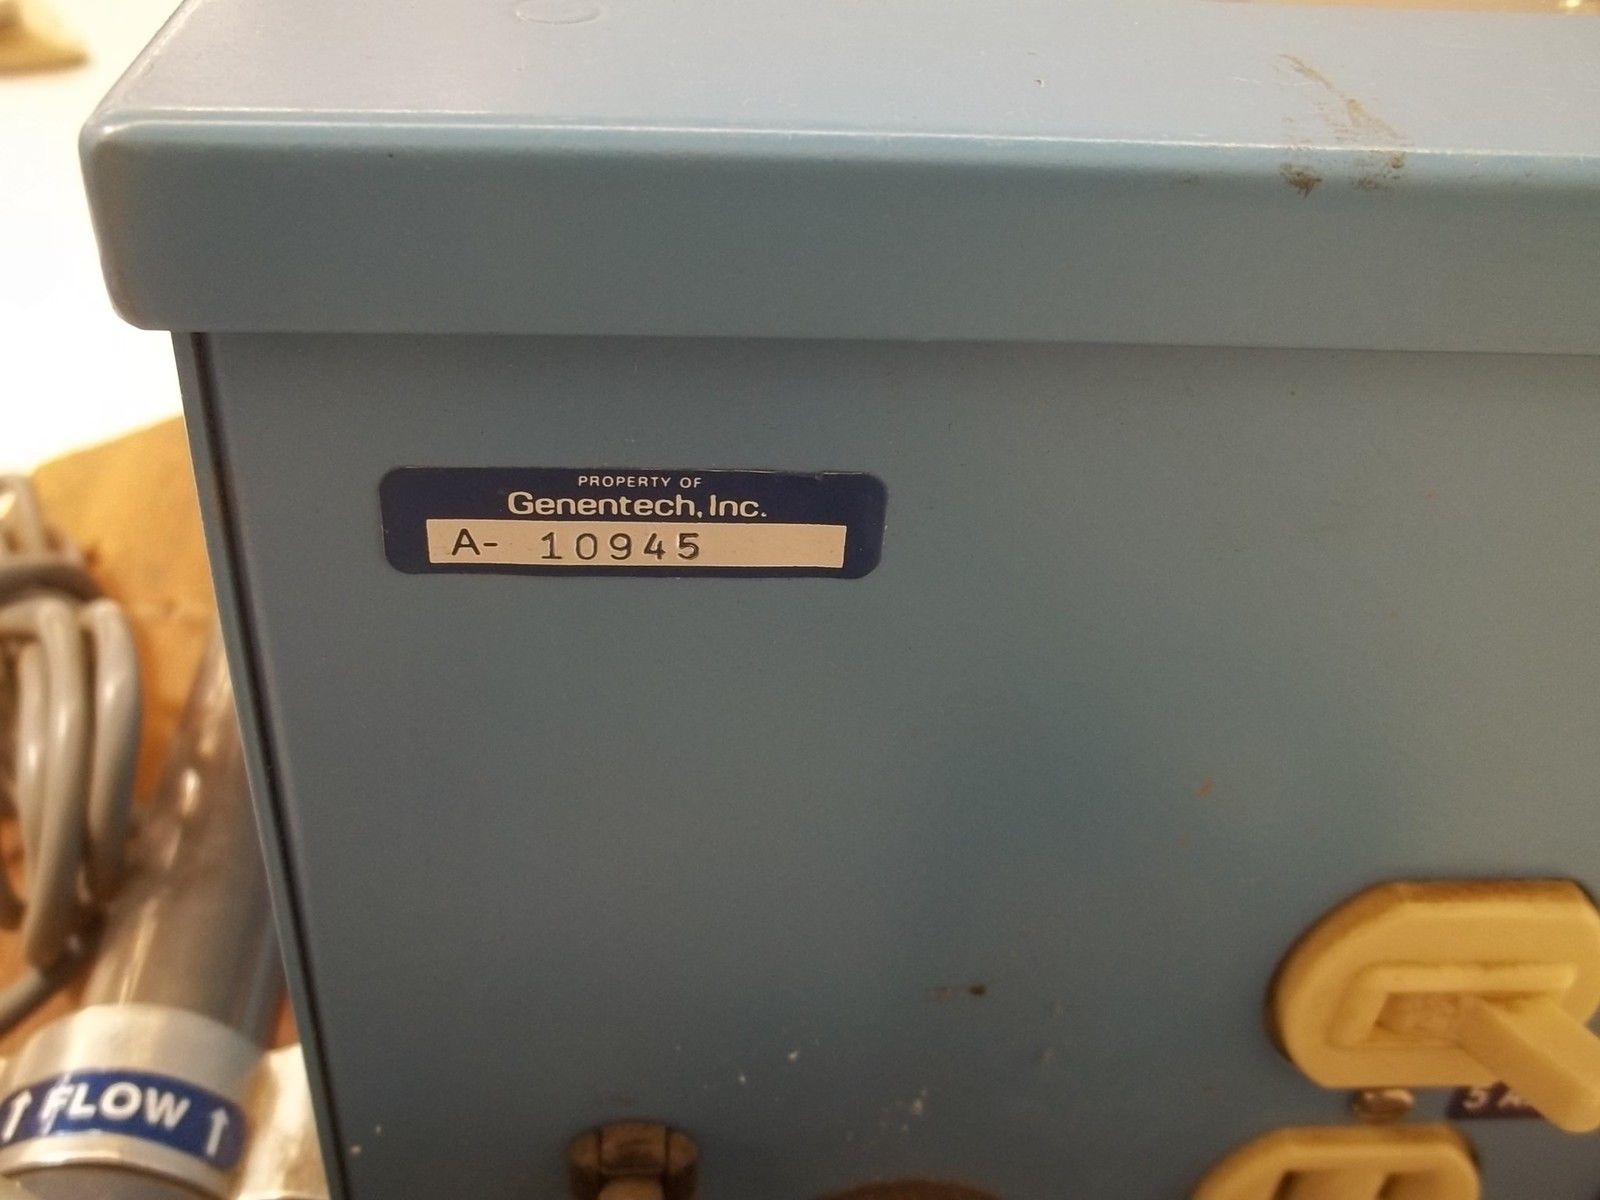 PROPERTY OF
Genentech, Inc.
A- 10945
↑ FLOW ↑